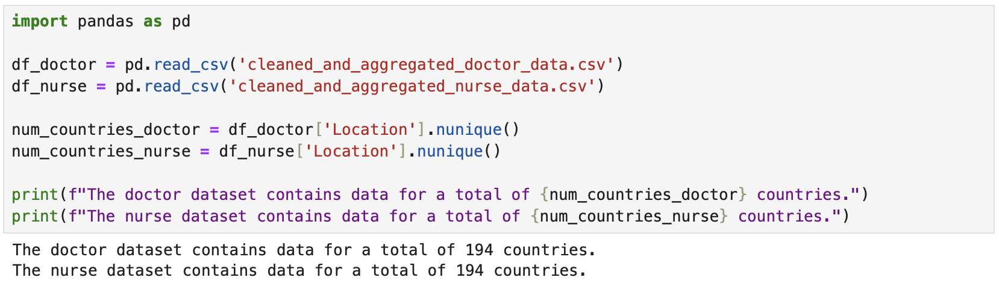 import pandas as pd
df_doctor = pd.read_csv('cleaned_and_aggregated_doctor_data.csv')
df_nurse = pd.read_csv('cleaned_and_aggregated_nurse_data.csv')
num_countries_doctor = df_doctor['Location'].nunique()
num_countries_nurse = df_nurse['Location'].nunique()
print(f"The doctor dataset contains data for a total of {num_countries_doctor} countries.")
print(f"The nurse dataset contains data for a total of {num_countries_nurse} countries.")
The doctor dataset contains data for a total of 194 countries.
The nurse dataset contains data for a total of 194 countries.